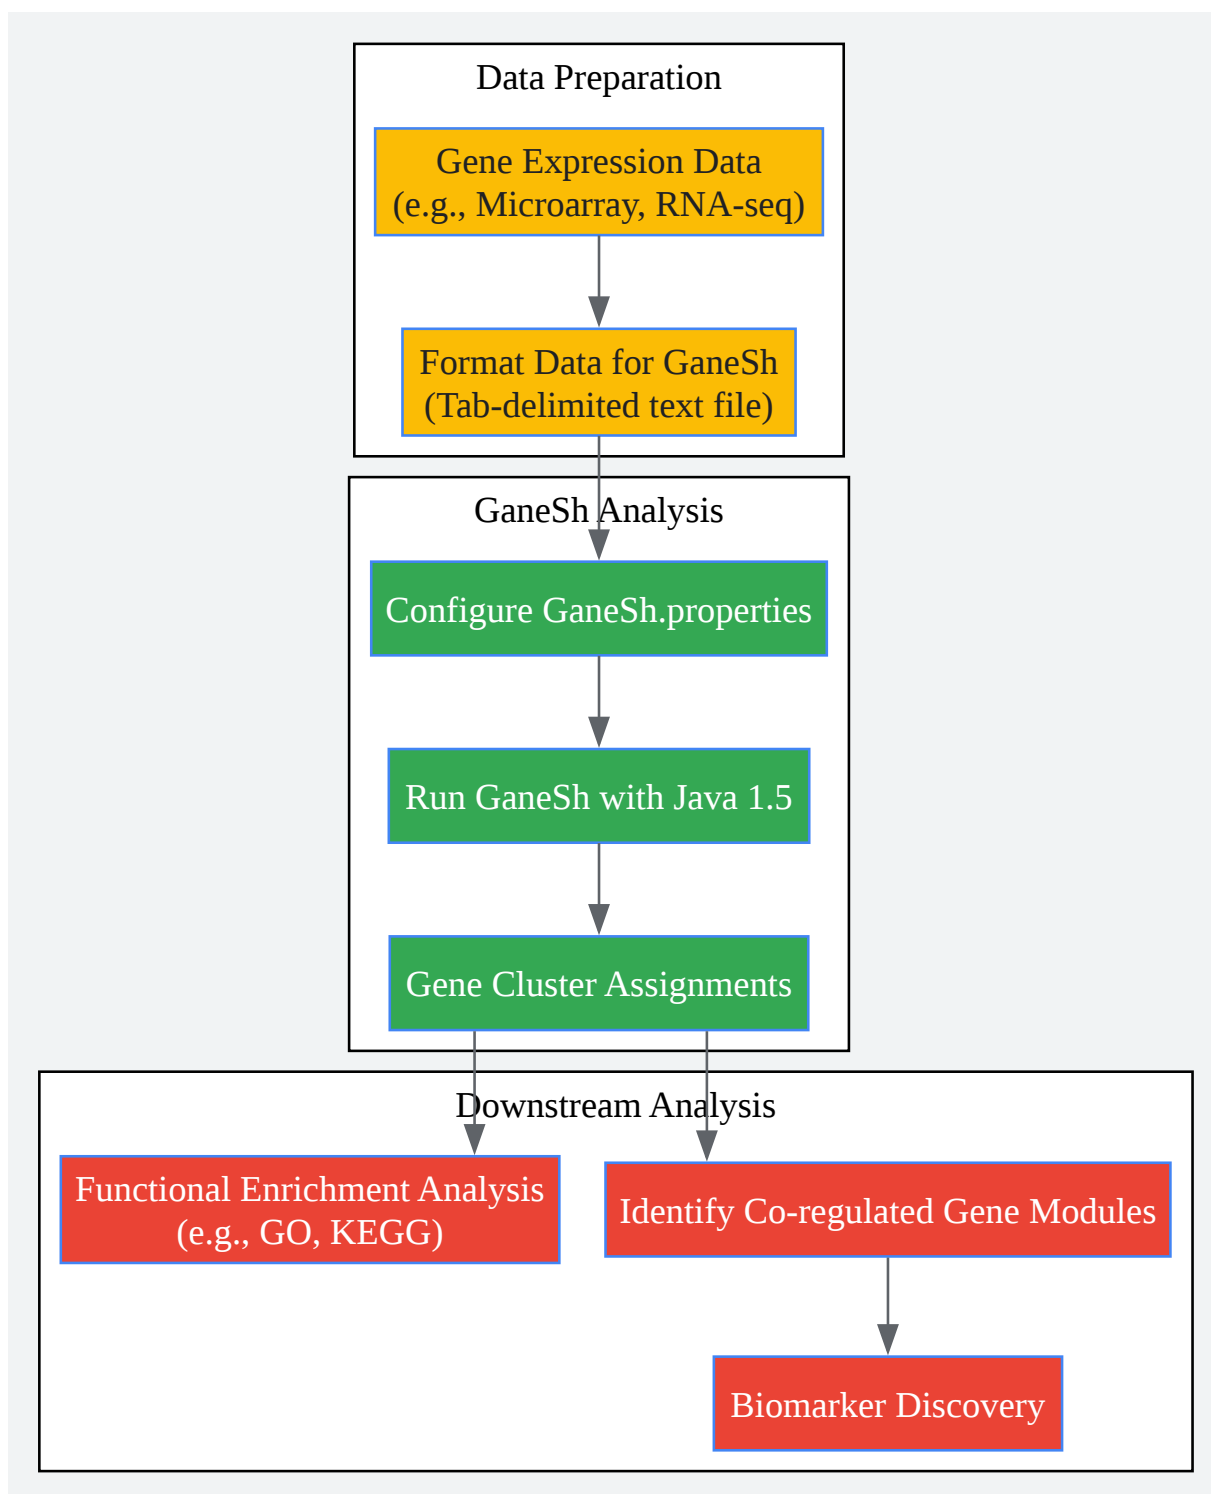 Data Preparation
Gene Expression Data
(e.g., Microarray, RNA-seq)
Format Data for GaneSh
(Tab-delimited text file)
GaneSh Analysis
Configure GaneSh.properties
Run GaneSh with Java 1.5
Gene Cluster Assignments
Downstream Analysis
Functional Enrichment Analysis
(e.g., GO, KEGG)
Identify Co-regulated Gene Modules
Biomarker Discovery